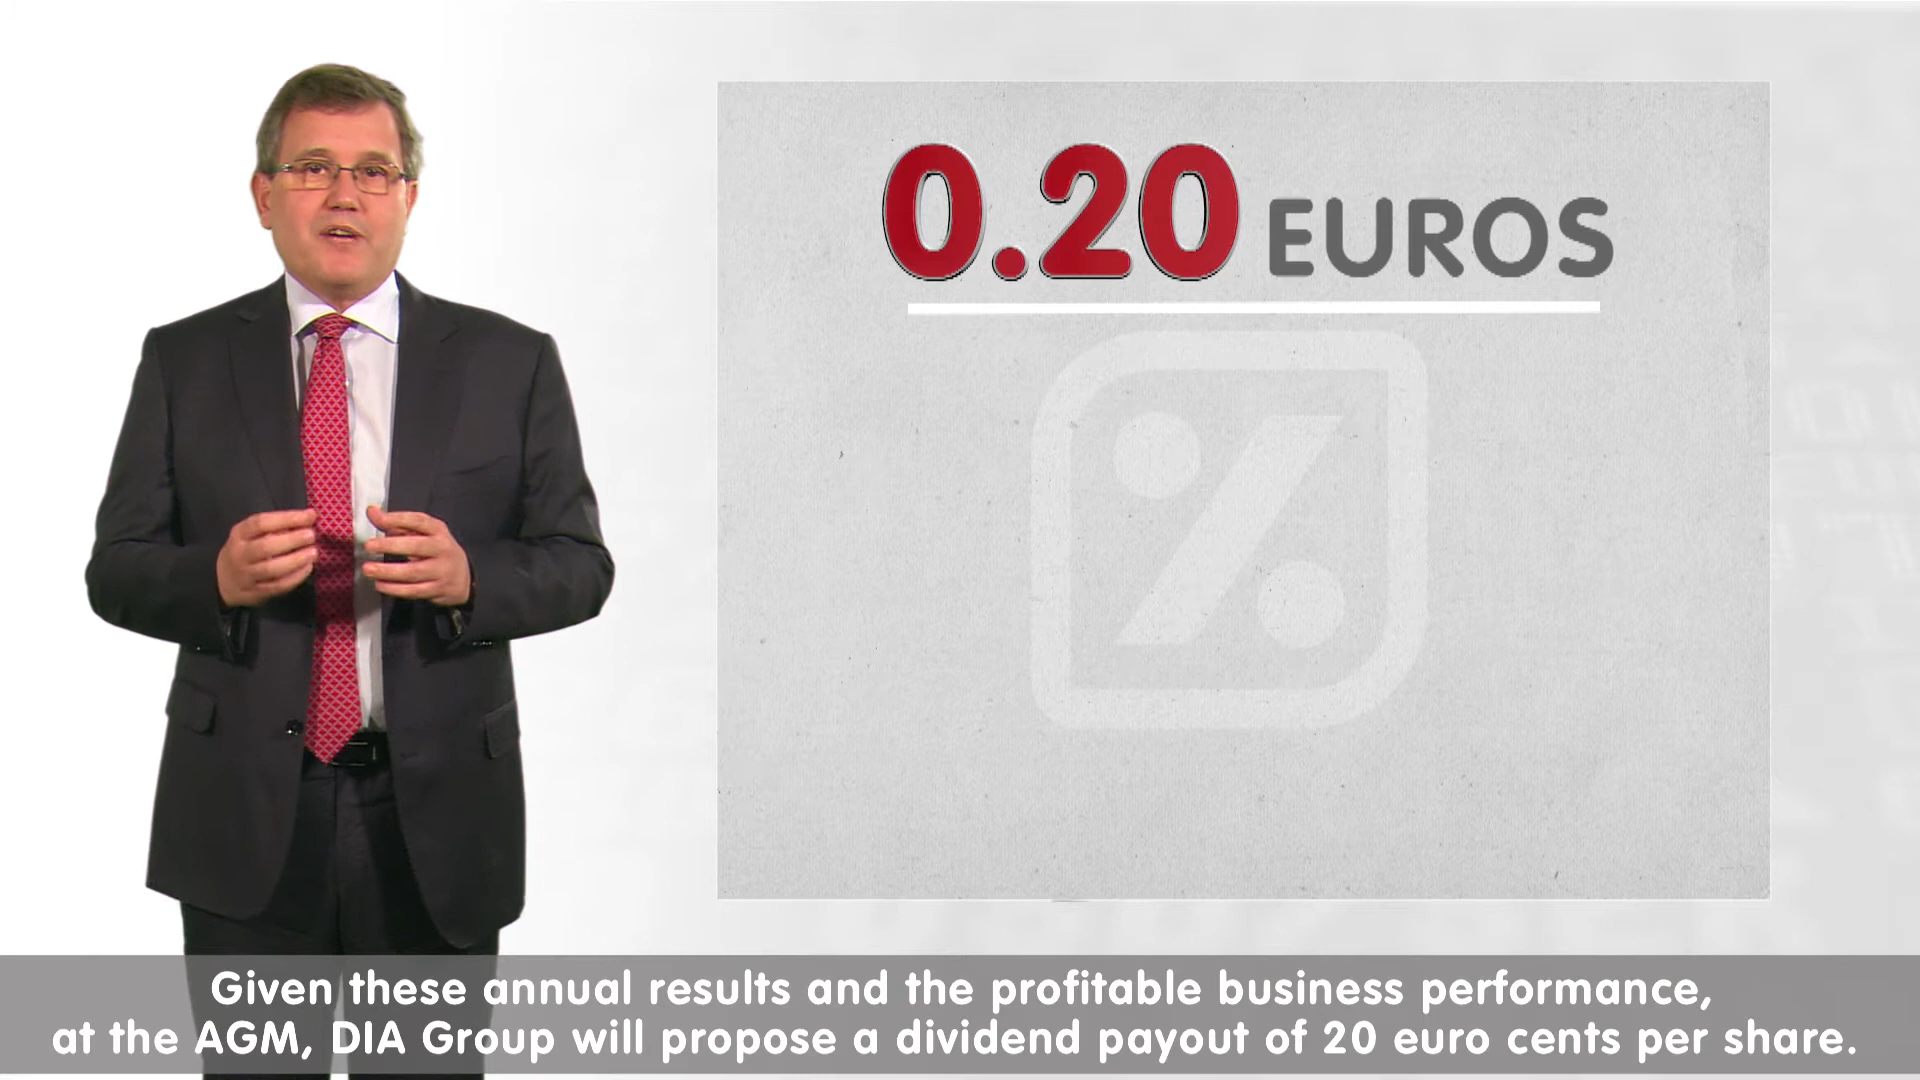 0.20 EUROS
Given these annual results and the profitable business performance,
at the AGM, DIA Group will propose a dividend payout of 20 euro cents per share.